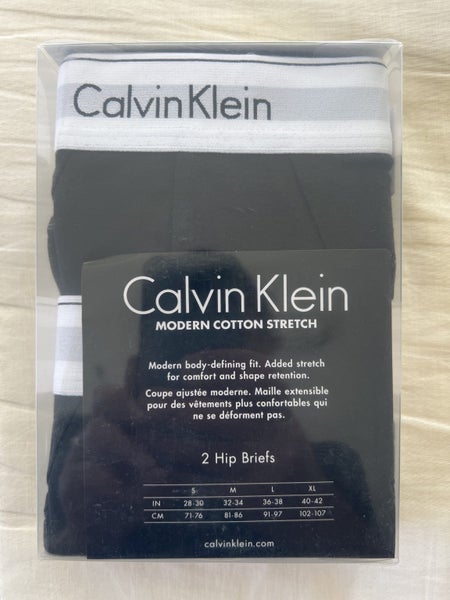 CalvinKlein
Calvin Klein
MODERN COTTON STRETCH
Modern body-defining fit. Added stretch
for comfort and shape retention.
Coupe ajustée moderne. Maille extensible
pour des vêtements plus confortables qui
ne se déforment pas.
2 Hip Briefs
S M L XL
IN 28-30 32-34 36-38 40-42
CM 71-76 81-86 91-97 102-107
calvinklein.com